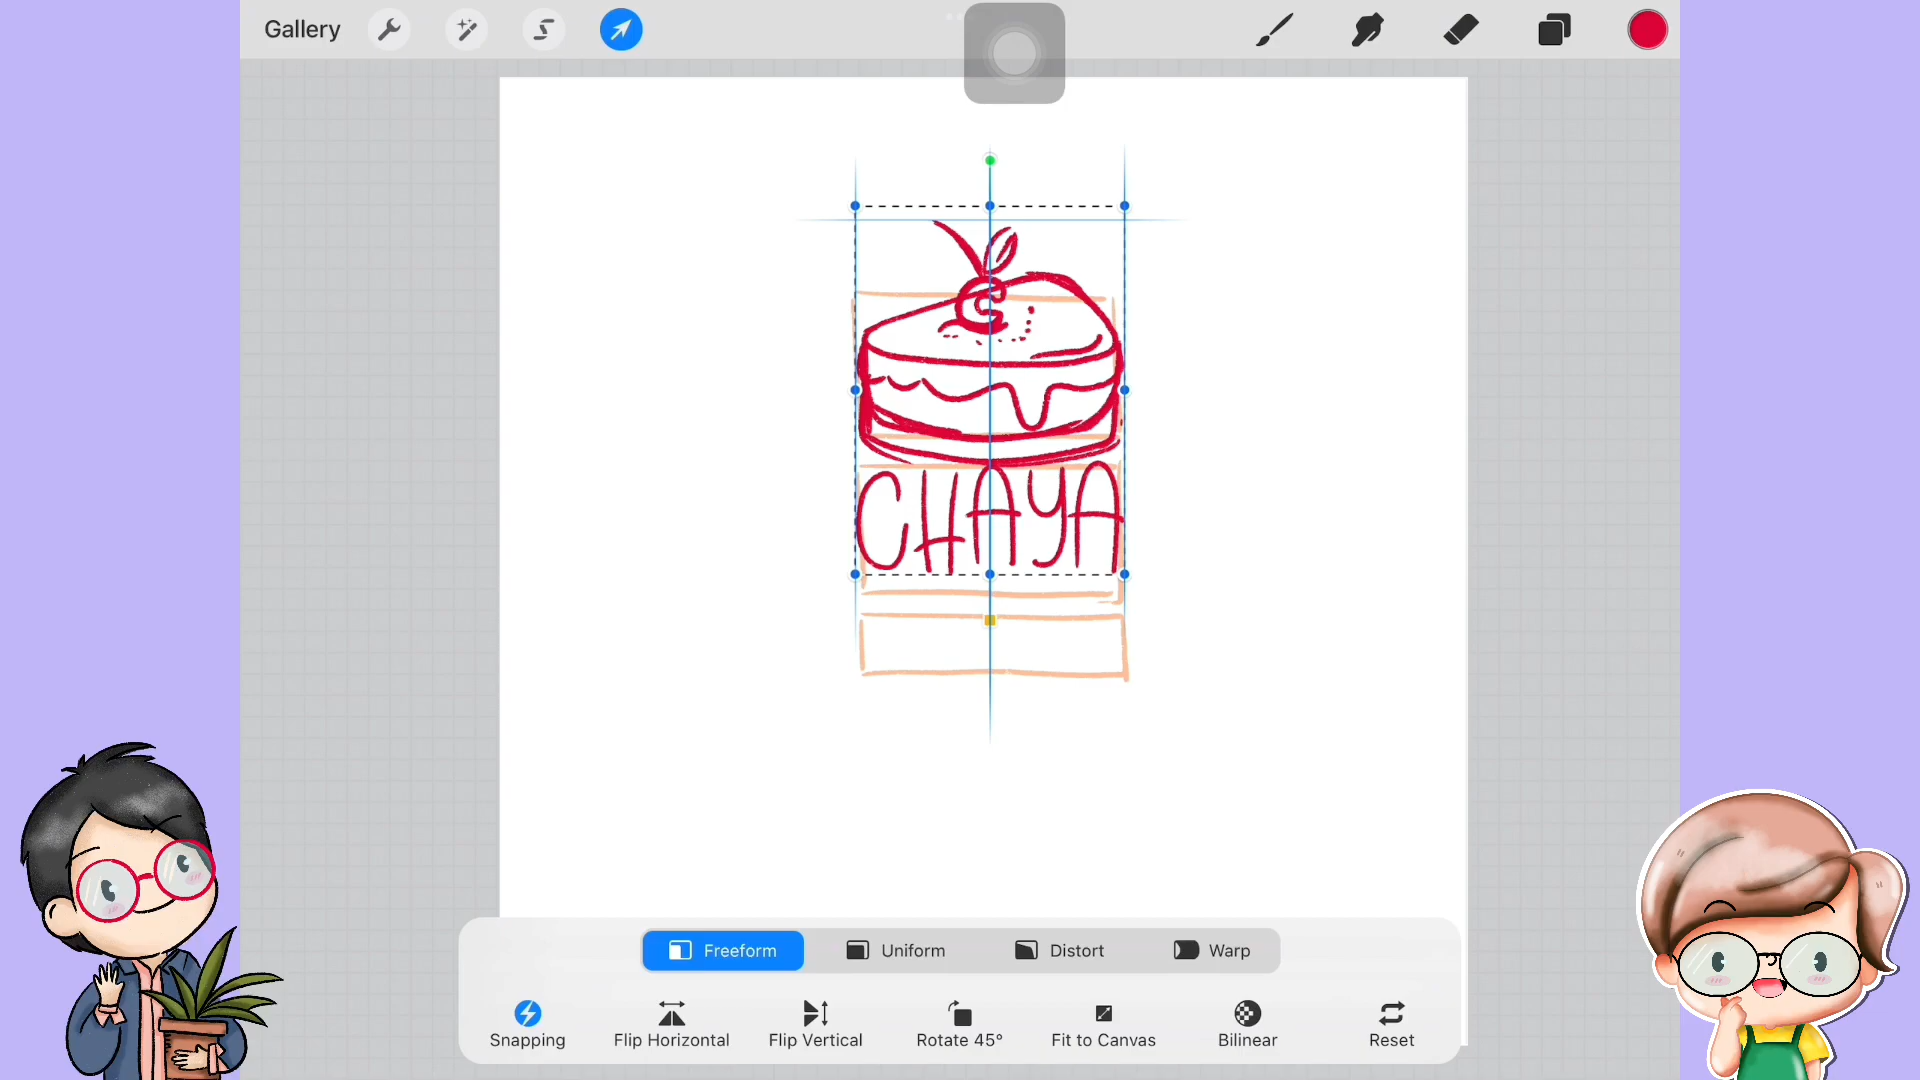 Gallery
CHAYA
Freeform Uniform Distort Warp
Snapping Flip Horizontal Flip Vertical Rotate 45° Fit to Canvas Bilinear Reset